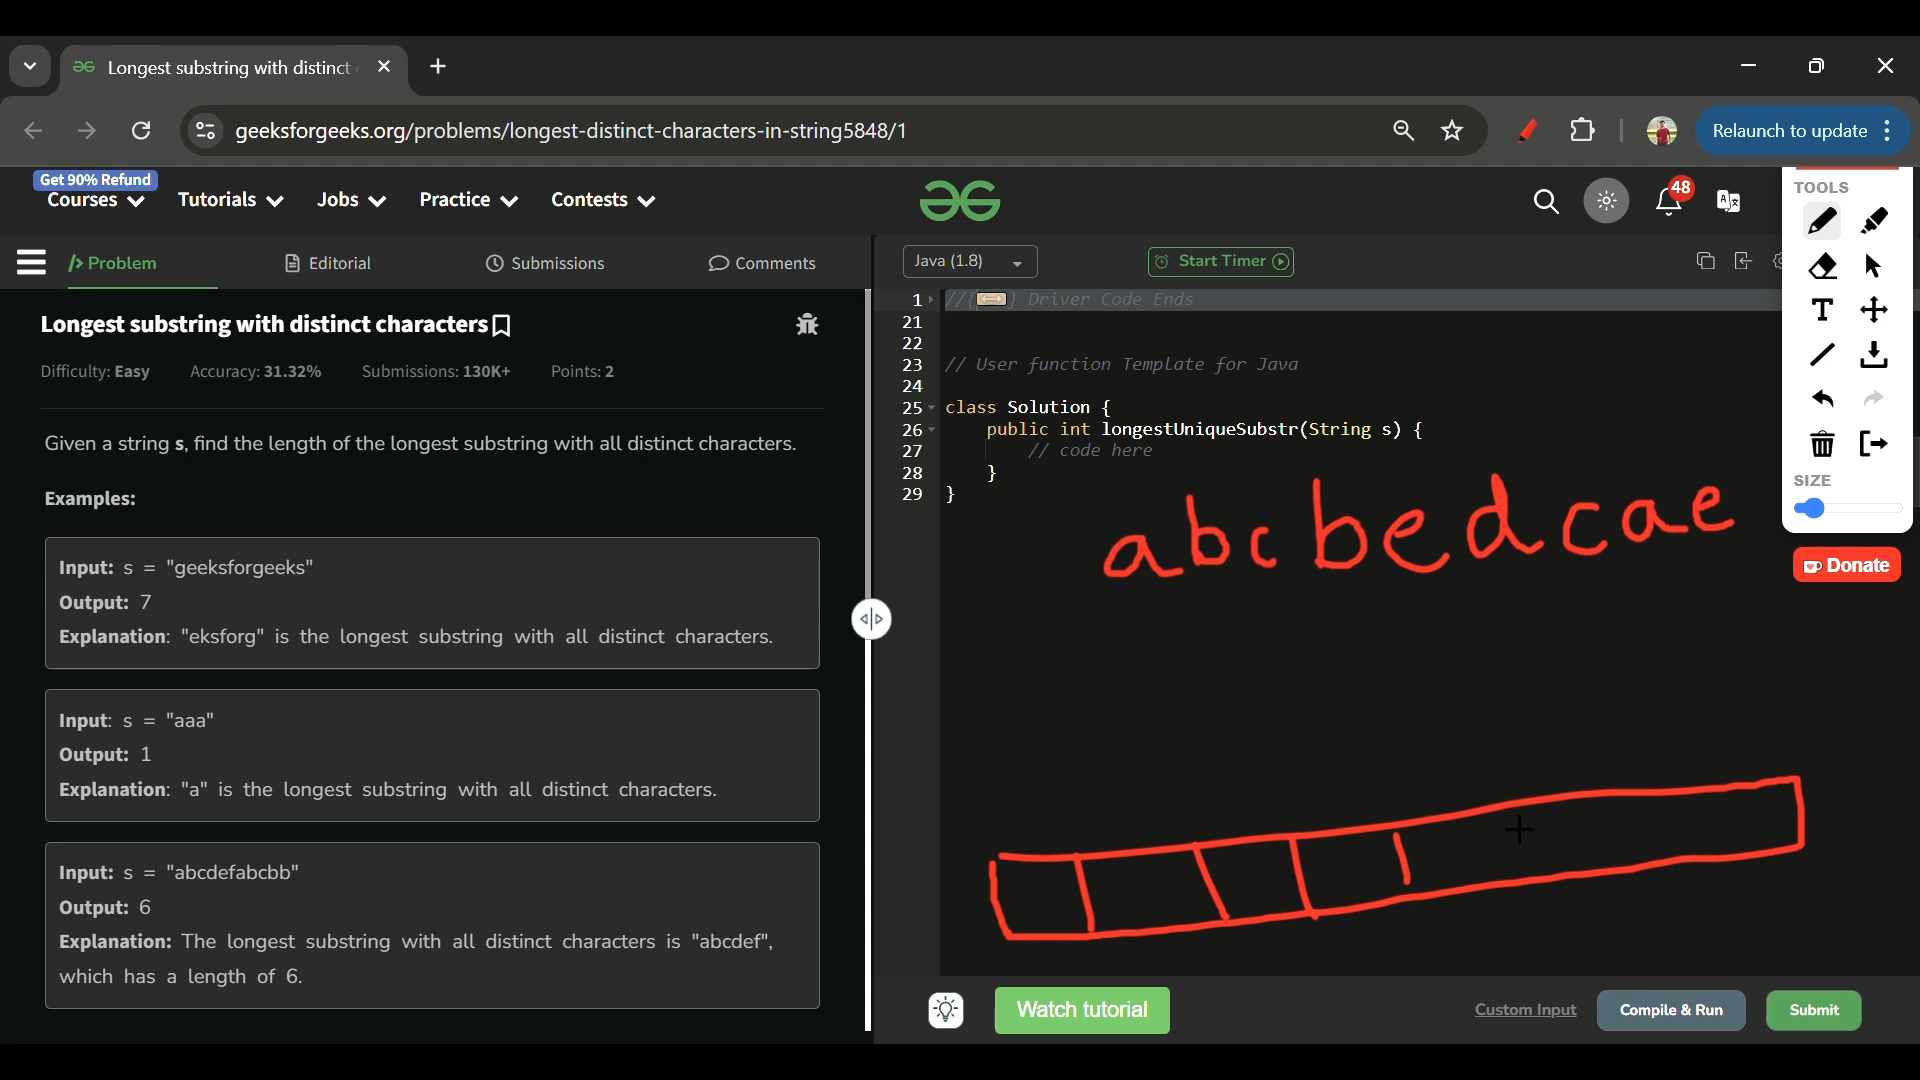 Longest substring with distinct
geeksforgeeks.org/problems/longest-distinct-characters-in-string5848/1
Relaunch to update
Get 90% Refund
Courses
Tutorials
Jobs
Practice
Contests
48
TOOLS
Problem
Editorial
Submissions
Comments
Java (1.8)
Start Timer
Longest substring with distinct characters
Difficulty: Easy
Accuracy: 31.32%
Submissions: 130K+
Points: 2
Given a string s, find the length of the longest substring with all distinct characters.
Examples:
Input: s = "geeksforgeeks"
Output: 7
Explanation: "eksforg" is the longest substring with all distinct characters.
Input: s = "aaa"
Output: 1
Explanation: "a" is the longest substring with all distinct characters.
Input: s = "abcdefabcbb"
Output: 6
Explanation: The longest substring with all distinct characters is "abcdef",
which has a length of 6.
1 //{ } Driver Code Ends
21
22
23 // User function Template for Java
24
25 class Solution {
26 public int longestUniqueSubstr(String s) {
27 // code here
28 }
29 }
abcbedcae
T
SIZE
Donate
Watch tutorial
Custom Input
Compile & Run
Submit